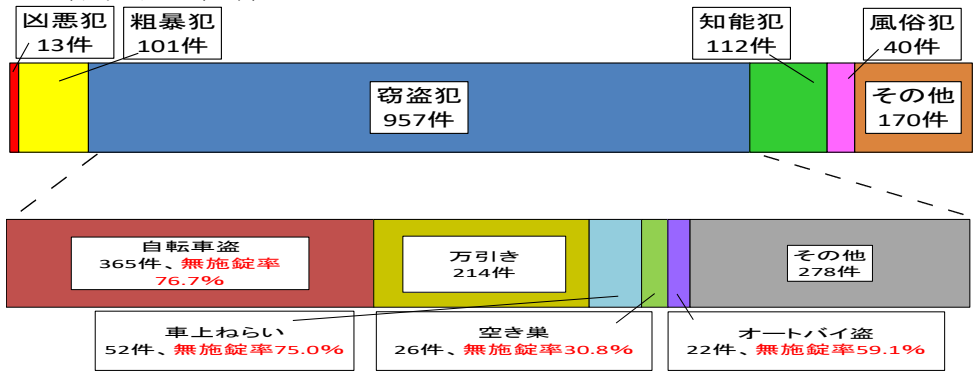 凶悪犯
13件
粗暴犯
101件
窃盗犯
957件
知能犯
112件
風俗犯
40件
その他
170件
自転車盗
365件、無施錠率
76.7%
万引き
214件
その他
278件
車上ねらい
52件、無施錠率75.0%
空き巣
26件、無施錠率30.8%
オートバイ盗
22件、無施錠率59.1%